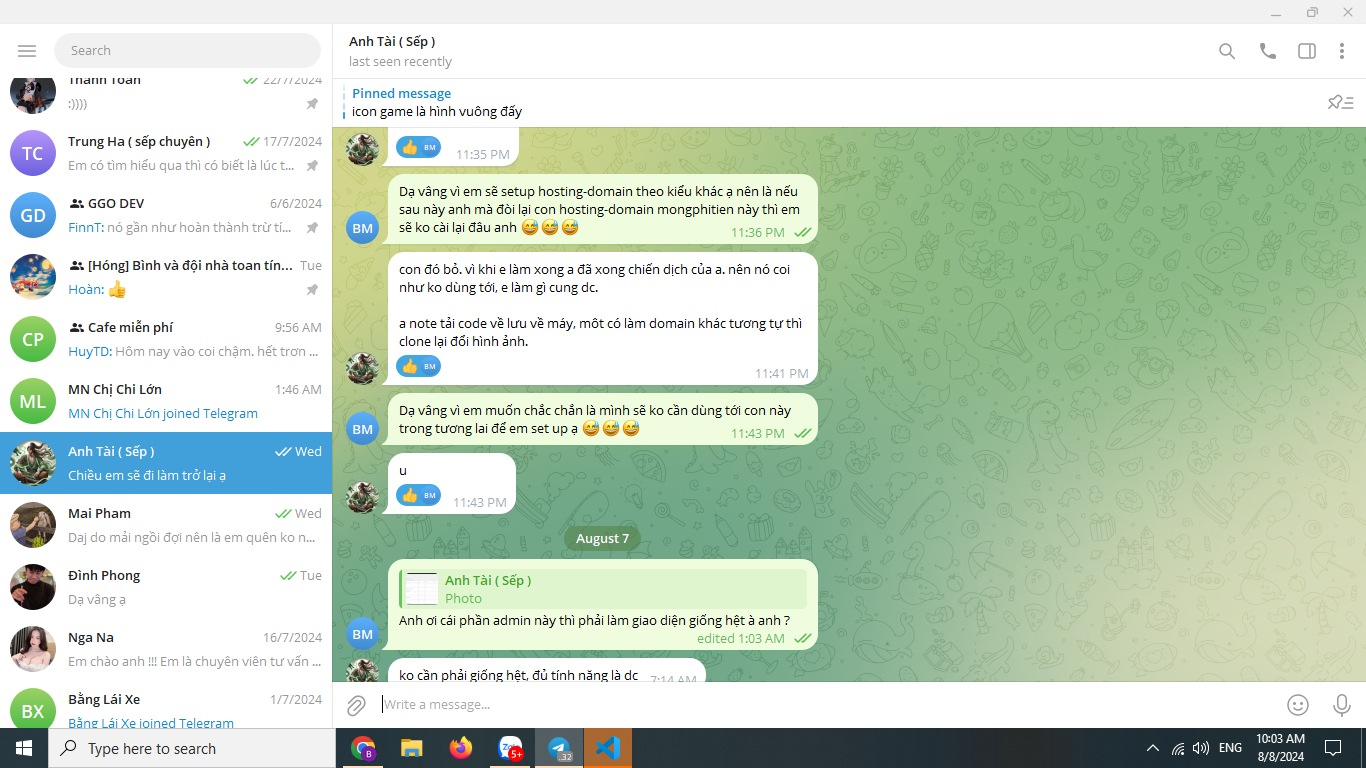 Search
Thanh Toàn
22/7/2024
:))))
TC
Trung Ha ( sếp chuyên )
17/7/2024
Em có tìm hiểu qua thì có biết là lúc t...
GD
GGO DEV
6/6/2024
FinnT: nó gần như hoàn thành trừ tí...
[Hóng] Bình và đội nhà toan tín...
Tue
Hoàn: 👍
CP
Cafe miễn phí
9:56 AM
HuyTD: Hôm nay vào coi chậm. hết trơn ...
ML
MN Chị Chi Lớn
1:46 AM
MN Chị Chi Lớn joined Telegram
Anh Tài ( Sếp )
Wed
Chiều em sẽ đi làm trở lại ạ
Mai Pham
Wed
Daj do mải ngồi đợi nên là em quên ko n...
Đình Phong
Tue
Dạ vâng ạ
Nga Na
16/7/2024
Em chào anh !!! Em là chuyên viên tư vấn ...
BX
Bằng Lái Xe
1/7/2024
Bằng Lái Xe joined Telegram
Anh Tài ( Sếp )
last seen recently
Pinned message
icon game là hình vuông đấy
👍 BM
11:35 PM
Dạ vâng vì em sẽ setup hosting-domain theo kiểu khác ạ nên là nếu
sau này anh mà đòi lại con hosting-domain mongphitien này thì em
sẽ ko cài lại đâu anh 😅😅😅
11:36 PM
BM
con đó bỏ. vì khi e làm xong a đã xong chiến dịch của a. nên nó coi
như ko dùng tới, e làm gì cung dc.
a note tải code về lưu về máy, môt có làm domain khác tương tự thì
clone lại đổi hình ảnh.
👍 BM
11:41 PM
Dạ vâng vì em muốn chắc chắn là mình sẽ ko cần dùng tới con này
trong tương lai để em set up ạ 😅😅😅
11:43 PM
BM
u
👍 BM
11:43 PM
August 7
Anh Tài ( Sếp )
Photo
Anh ơi cái phần admin này thì phải làm giao diện giống hệt à anh ?
edited 1:03 AM
BM
ko cần phải giống hệt, đủ tính năng là dc
7:14 AM
Write a message...
Type here to search
B
Zalo
5+
32
ENG
10:03 AM
8/8/2024